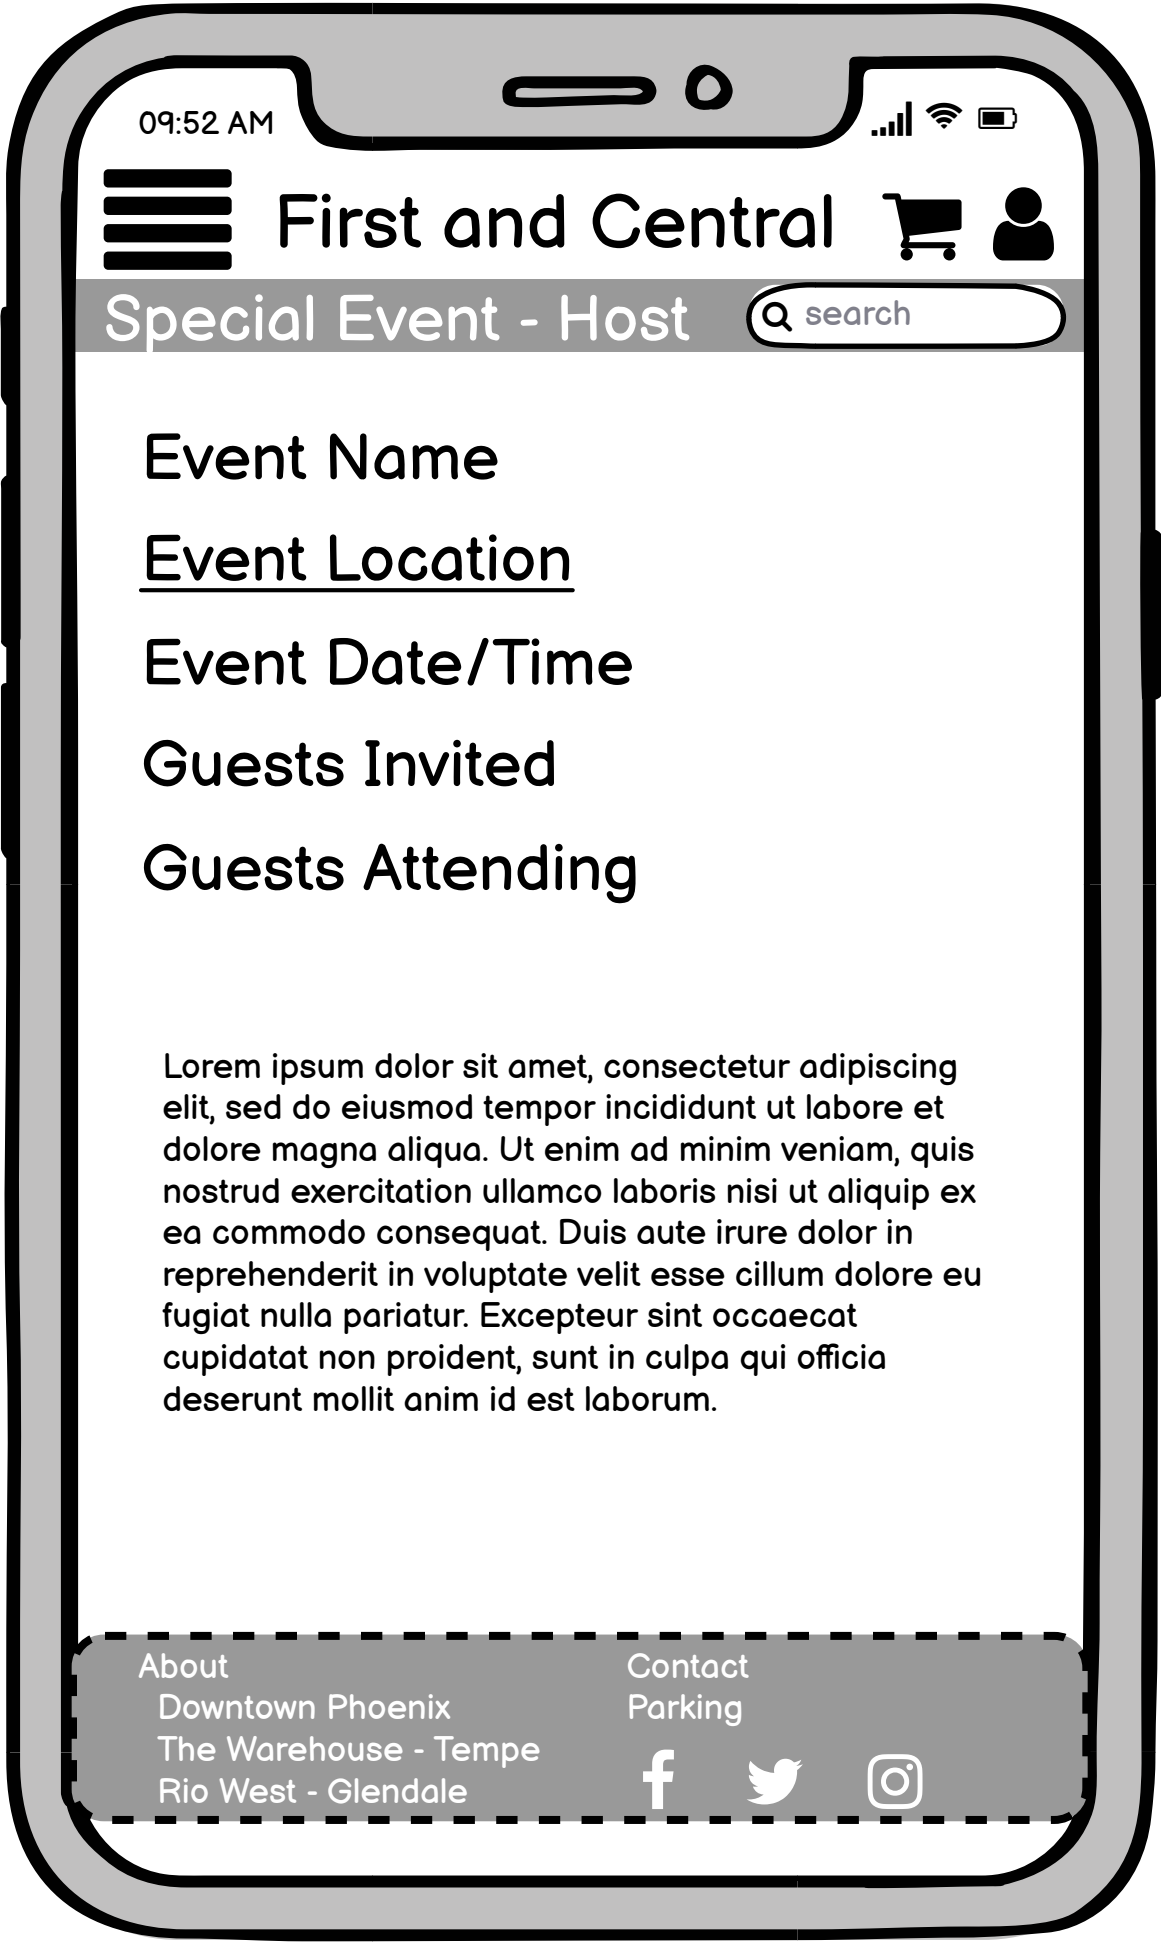 09:52 AM
First and Central
Special Event - Host
search
Event Name
Event Location
Event Date/Time
Guests Invited
Guests Attending
Lorem ipsum dolor sit amet, consectetur adipiscing
elit, sed do eiusmod tempor incididunt ut labore et
dolore magna aliqua. Ut enim ad minim veniam, quis
nostrud exercitation ullamco laboris nisi ut aliquip ex
ea commodo consequat. Duis aute irure dolor in
reprehenderit in voluptate velit esse cillum dolore eu
fugiat nulla pariatur. Excepteur sint occaecat
cupidatat non proident, sunt in culpa qui officia
deserunt mollit anim id est laborum.
About
Downtown Phoenix
The Warehouse - Tempe
Rio West - Glendale
Contact
Parking